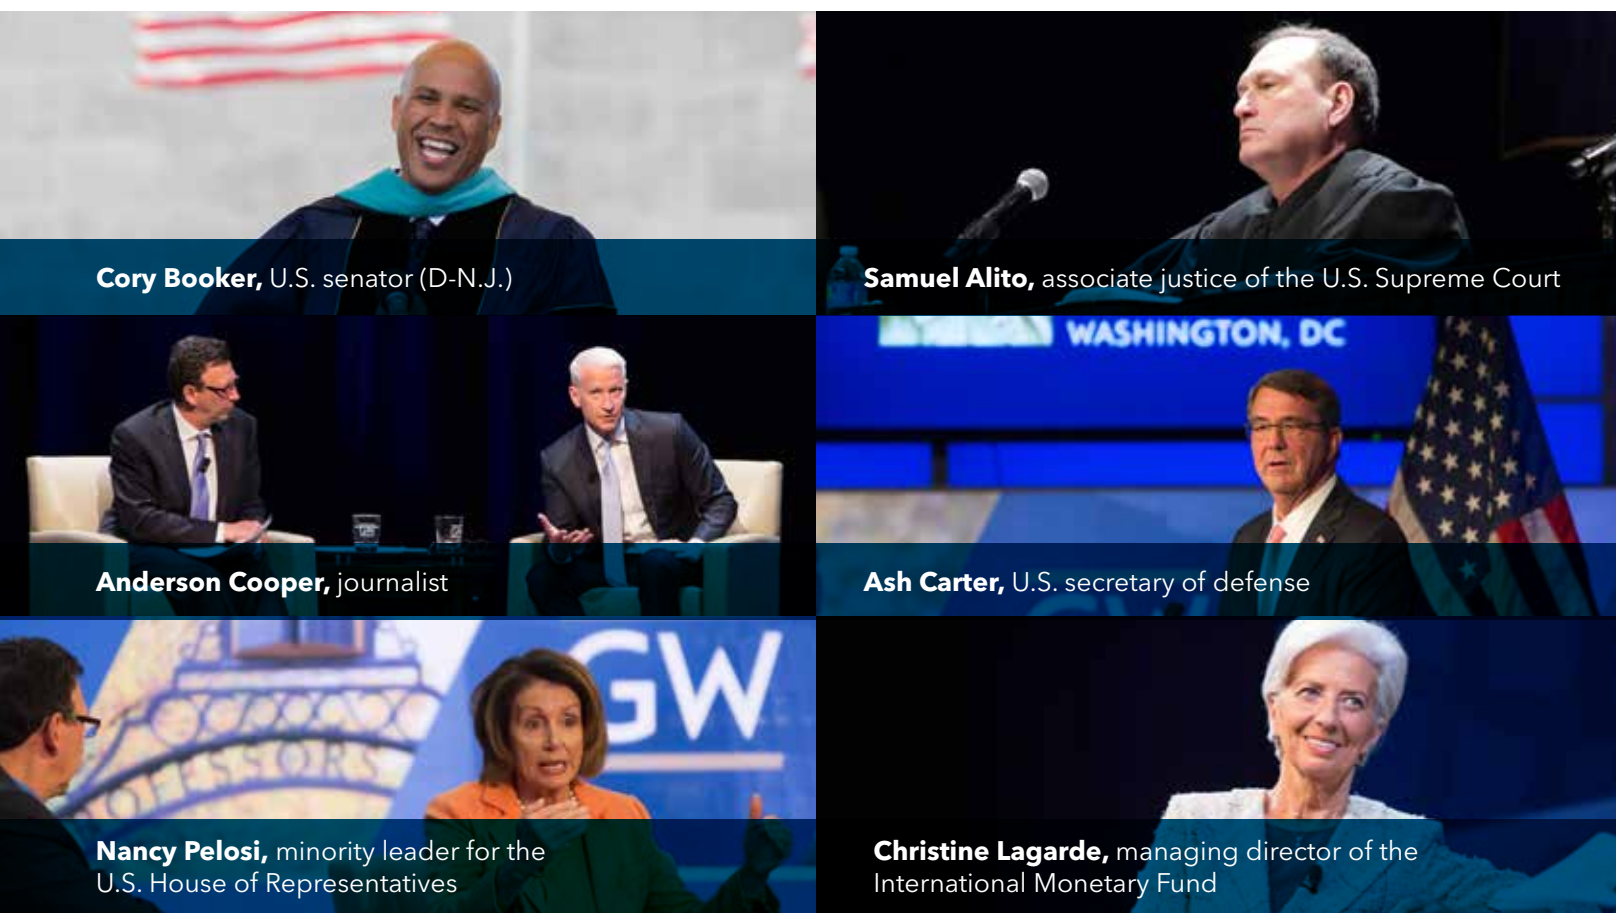 Cory Booker, U.S. senator (D-N.J.)
Samuel Alito, associate justice of the U.S. Supreme Court
WASHINGTON, DC
Anderson Cooper, journalist
Ash Carter, U.S. secretary of defense
GW
GW
PROFESSORS
Nancy Pelosi, minority leader for the
U.S. House of Representatives
Christine Lagarde, managing director of the
International Monetary Fund